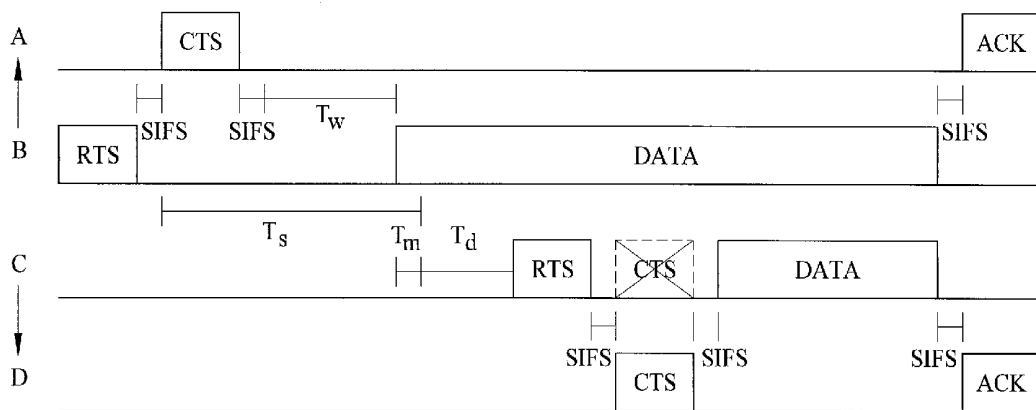 A
CTS
ACK
SIFS SIFS T_w SIFS
B
RTS
DATA
T_s
T_m T_d
C
RTS
CTS
DATA
SIFS SIFS SIFS
D
CTS
ACK